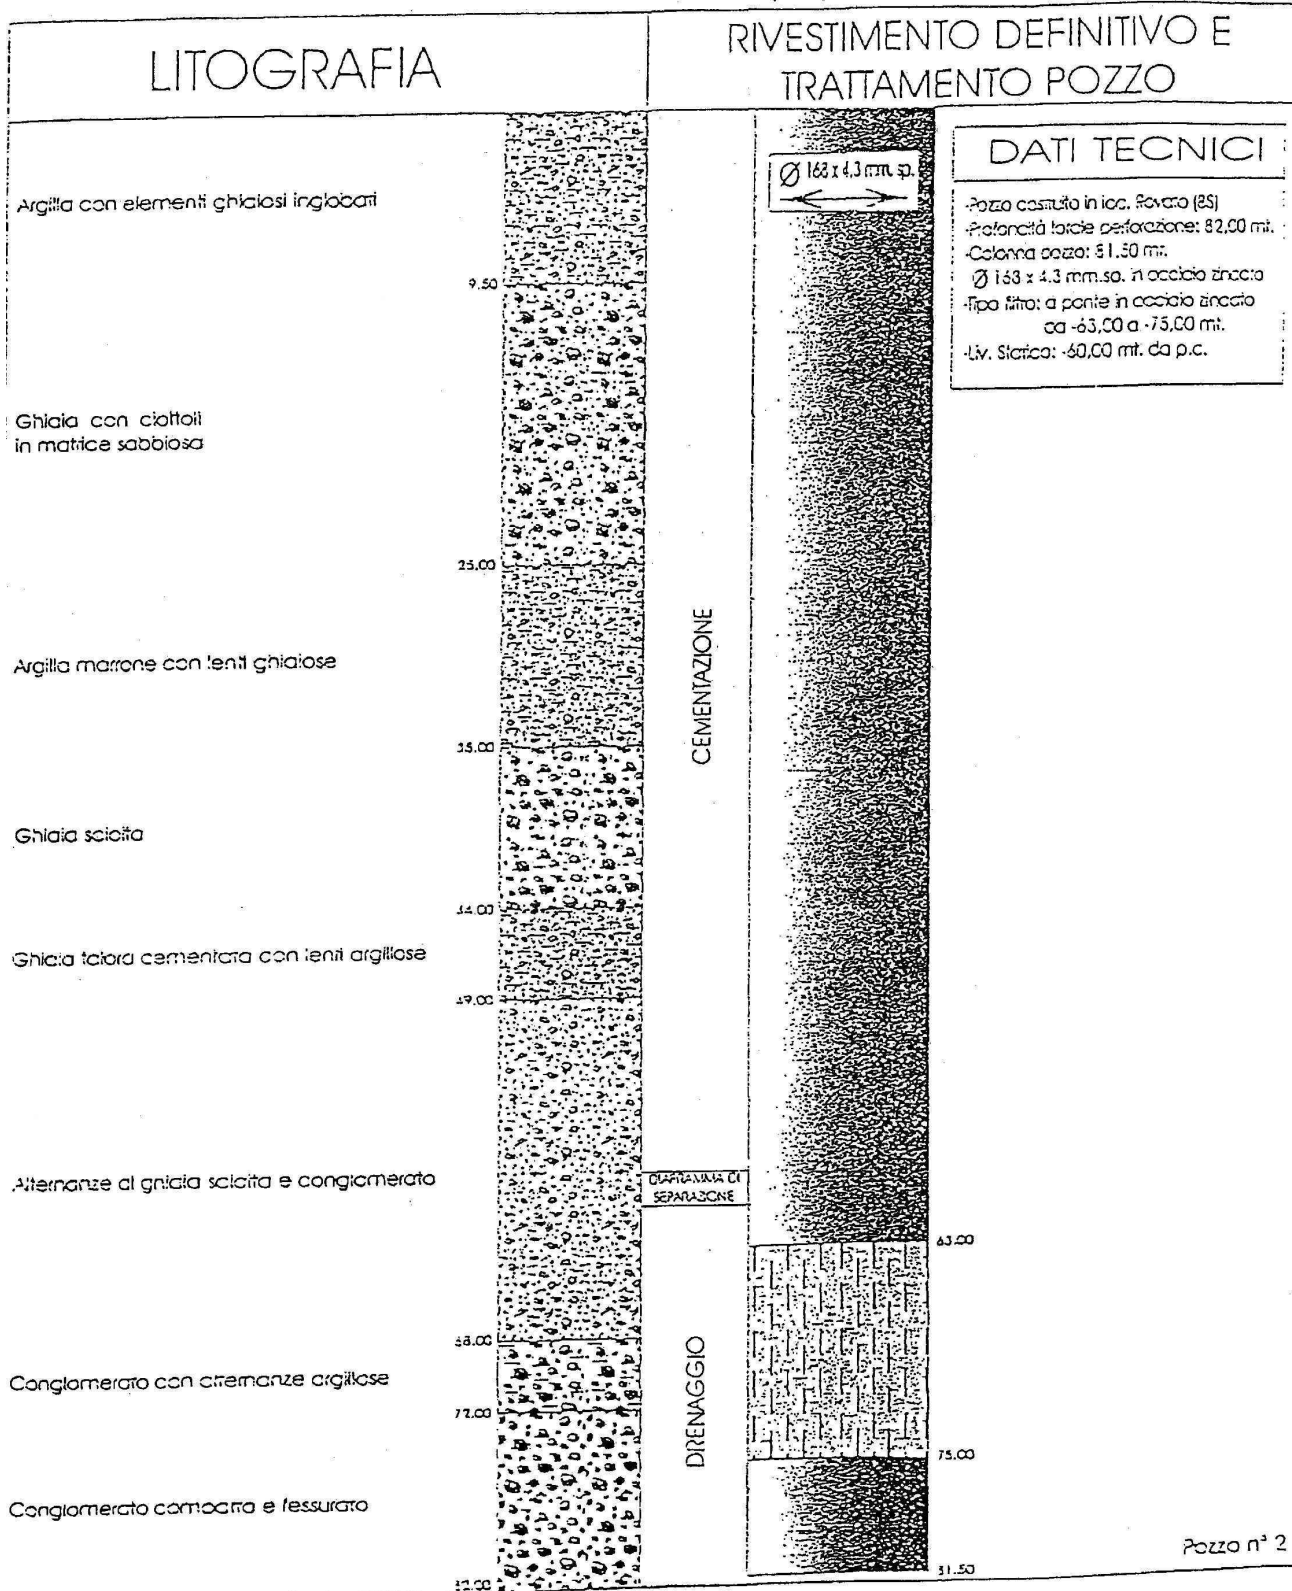 LITOGRAFIA
RIVESTIMENTO DEFINITIVO E
TRATTAMENTO POZZO
Argilla con elementi ghiaiosi inglobati
9.50
Ghiaia con ciottoli
in matrice sabbiosa
25.00
Argilla marrone con lenti ghiaiose
35.00
Ghiaia sciolta
44.00
Ghiaia talora cementata con lenti argillose
49.00
Alternanze di ghiaia sciolta e conglomerato
68.00
Conglomerato con alternanze argillose
72.00
Conglomerato compatto e fessurato
82.00
CEMENTAZIONE
DIAFRAMMA DI
SEPARAZIONE
DRENAGGIO
Ø 168 x 4.3 mm. sp.
63.00
75.00
81.50
DATI TECNICI
-Pozzo costruito in loc. Rovato (BS)
-Profondità totale perforazione: 82,00 mt.
-Colonna pozzo: 81.50 mt.
Ø 168 x 4.3 mm.sp. in acciaio zincato
-Tipo filtro: a ponte in acciaio zincato
da -63,00 a -75,00 mt.
-Liv. Statico: -60,00 mt. da p.c.
Pozzo n° 2